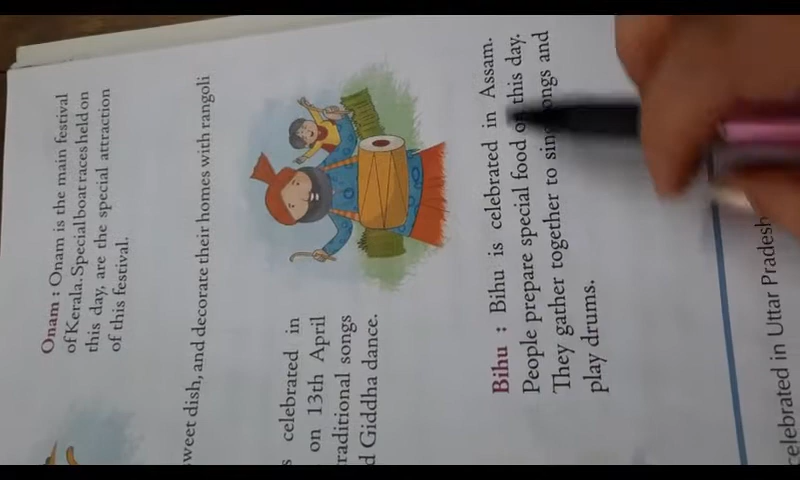 Onam : Onam is the main festival
of Kerala. Special boat races held on
this day, are the special attraction
of this festival.
sweet dish, and decorate their homes with rangoli
celebrated in
on 13th April
traditional songs
Giddha dance.
Bihu : Bihu is celebrated in Assam.
People prepare special food on this day.
They gather together to sing songs and
play drums.
celebrated in Uttar Pradesh